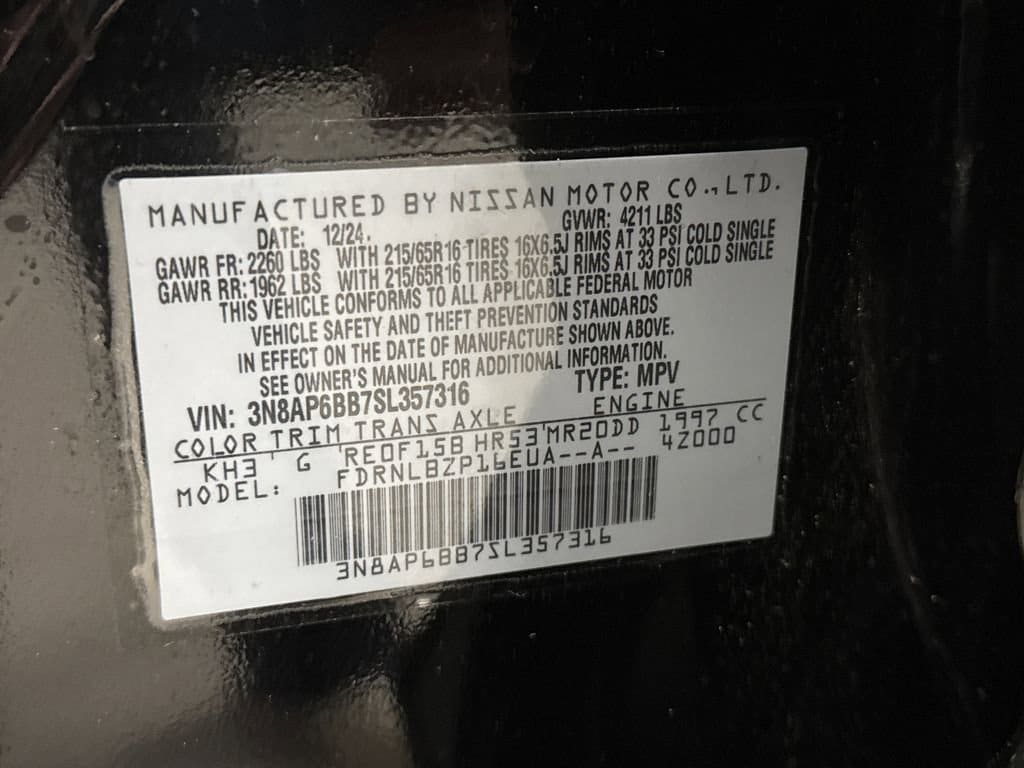 MANUFACTURED BY NISSAN MOTOR CO.,LTD.
DATE: 12/24. GVWR: 4211 LBS
GAWR FR: 2260 LBS WITH 215/65R16 TIRES 16X6.5J RIMS AT 33 PSI COLD SINGLE
GAWR RR: 1962 LBS WITH 215/65R16 TIRES 16X6.5J RIMS AT 33 PSI COLD SINGLE
THIS VEHICLE CONFORMS TO ALL APPLICABLE FEDERAL MOTOR
VEHICLE SAFETY AND THEFT PREVENTION STANDARDS
IN EFFECT ON THE DATE OF MANUFACTURE SHOWN ABOVE.
SEE OWNER'S MANUAL FOR ADDITIONAL INFORMATION.
VIN: 3N8AP6BB7SL357316 TYPE: MPV
COLOR TRIM TRANS AXLE ENGINE
KH3 ' G 'RE0F15B HR53'MR20DD 1997 CC
MODEL: FDRNLBZP16EUA--A-- 4Z000
3N8AP6BB7SL357316